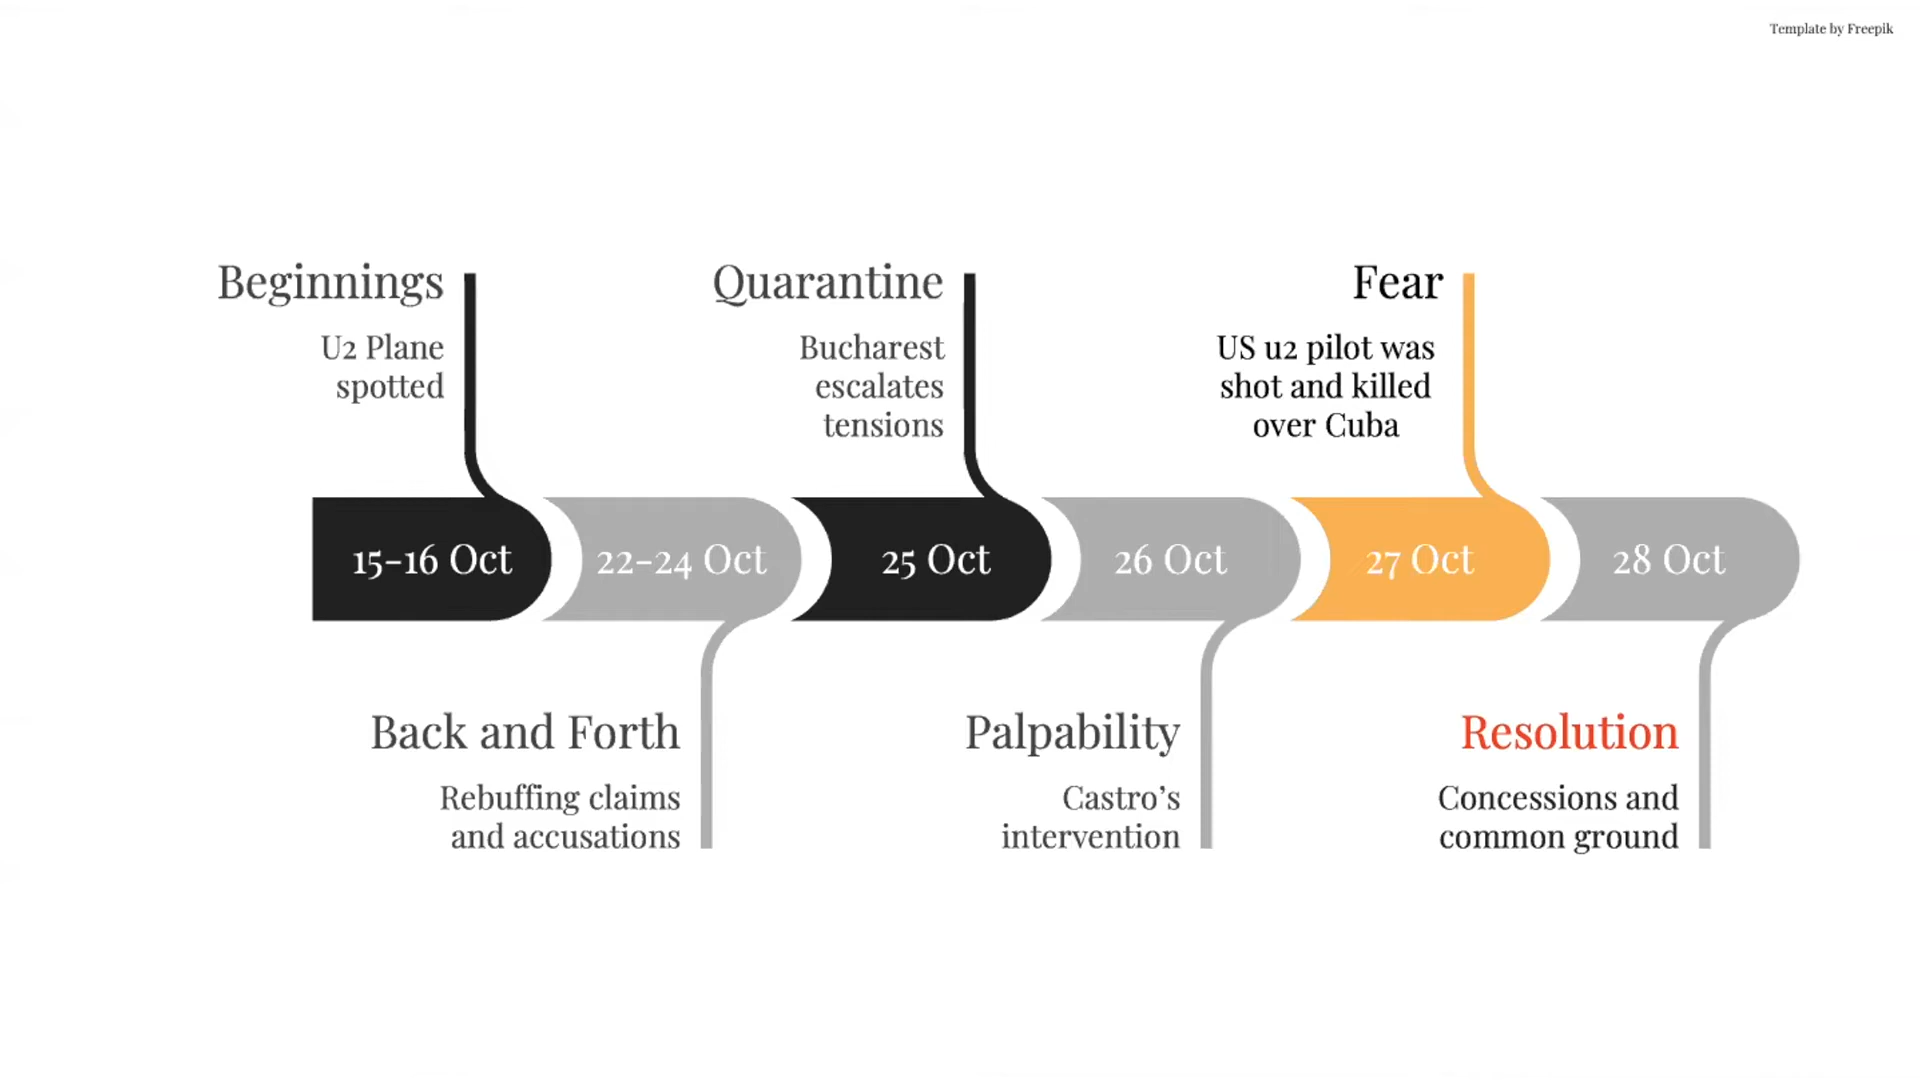 Template by Freepik
Beginnings
U2 Plane
spotted
Quarantine
Bucharest
escalates
tensions
Fear
US u2 pilot was
shot and killed
over Cuba
15-16 Oct
22-24 Oct
25 Oct
26 Oct
27 Oct
28 Oct
Back and Forth
Rebuffing claims
and accusations
Palpability
Castro’s
intervention
Resolution
Concessions and
common ground